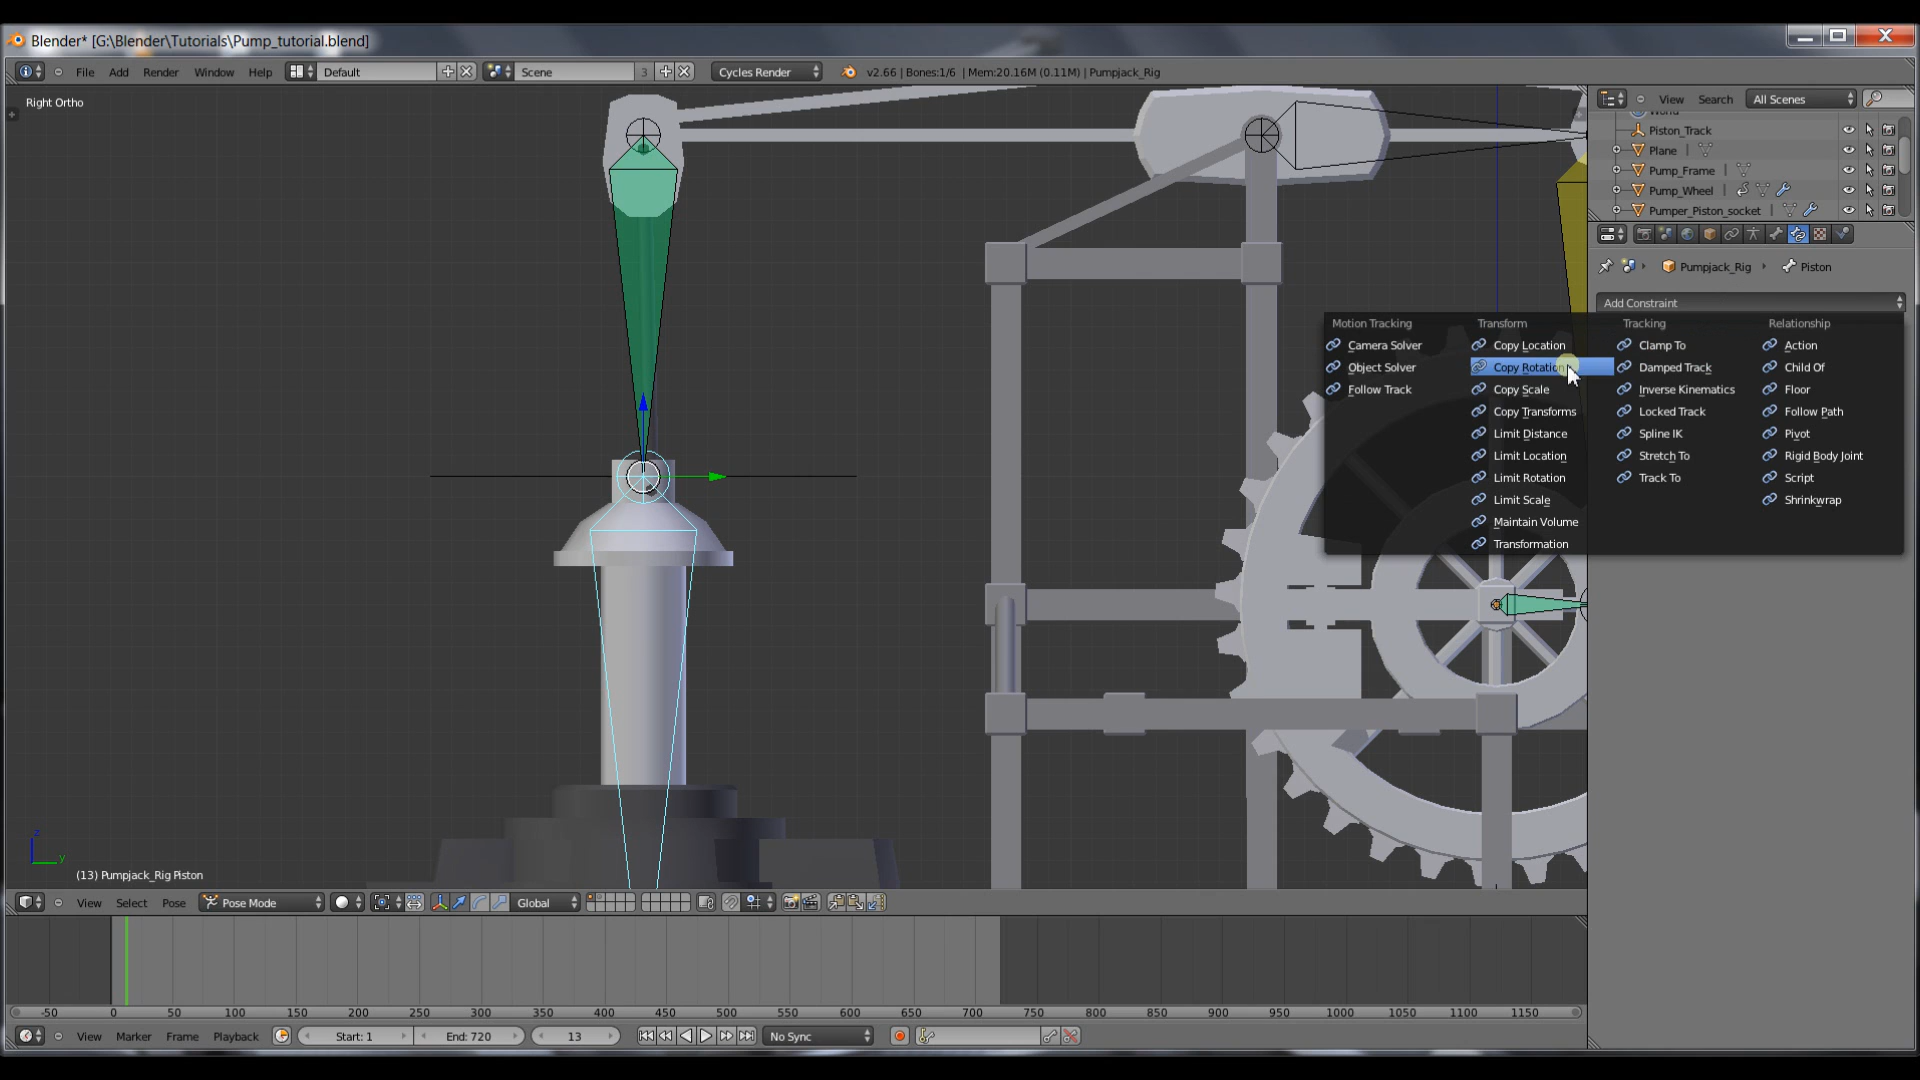 Blender* [G:\Blender\Tutorials\Pump_tutorial.blend]
File Add Render Window Help Default Scene 3 Cycles Render v2.66 | Bones:1/6 | Mem:20.16M (0.11M) | Pumpjack_Rig
Right Ortho
View Search All Scenes
Piston_Track
Plane
Pump_Frame
Pump_Wheel
Pumper_Piston_socket
Pumpjack_Rig Piston
Add Constraint
Motion Tracking Transform Tracking Relationship
Camera Solver Copy Location Clamp To Action
Object Solver Copy Rotation Damped Track Child Of
Follow Track Copy Scale Inverse Kinematics Floor
Copy Transforms Locked Track Follow Path
Limit Distance Spline IK Pivot
Limit Location Stretch To Rigid Body Joint
Limit Rotation Track To Script
Limit Scale Shrinkwrap
Maintain Volume
Transformation
z
y
(13) Pumpjack_Rig Piston
View Select Pose Pose Mode Global
-50 0 50 100 150 200 250 300 350 400 450 500 550 600 650 700 750 800 850 900 950 1000 1050 1100 1150
View Marker Frame Playback Start: 1 End: 720 13 No Sync